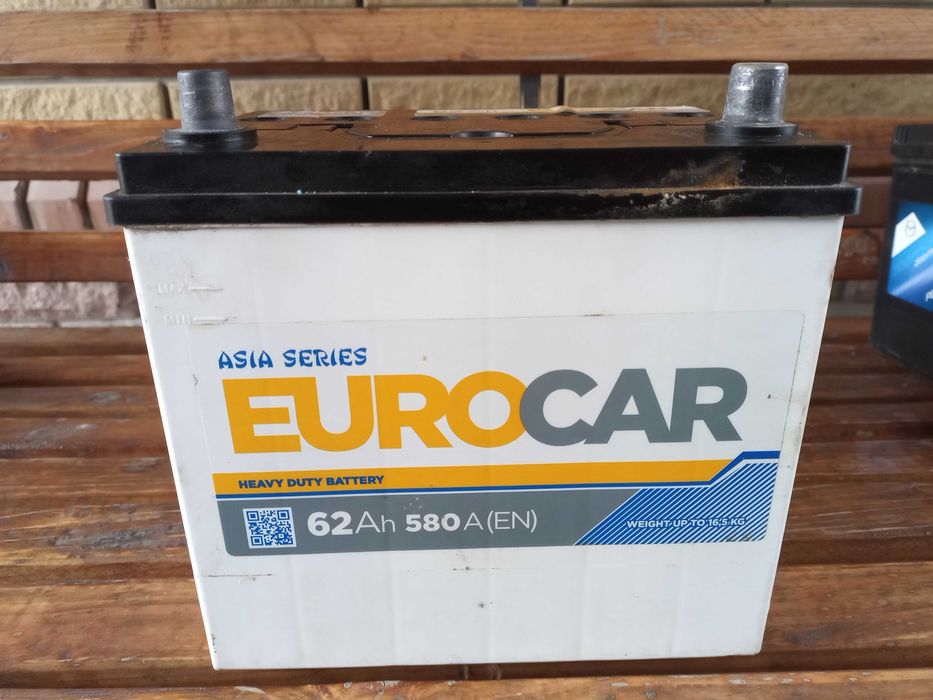 MAX
MIN
ASIA SERIES
EUROCAR
HEAVY DUTY BATTERY
62Ah 580A(EN)
WEIGHT UP TO 16,5 KG